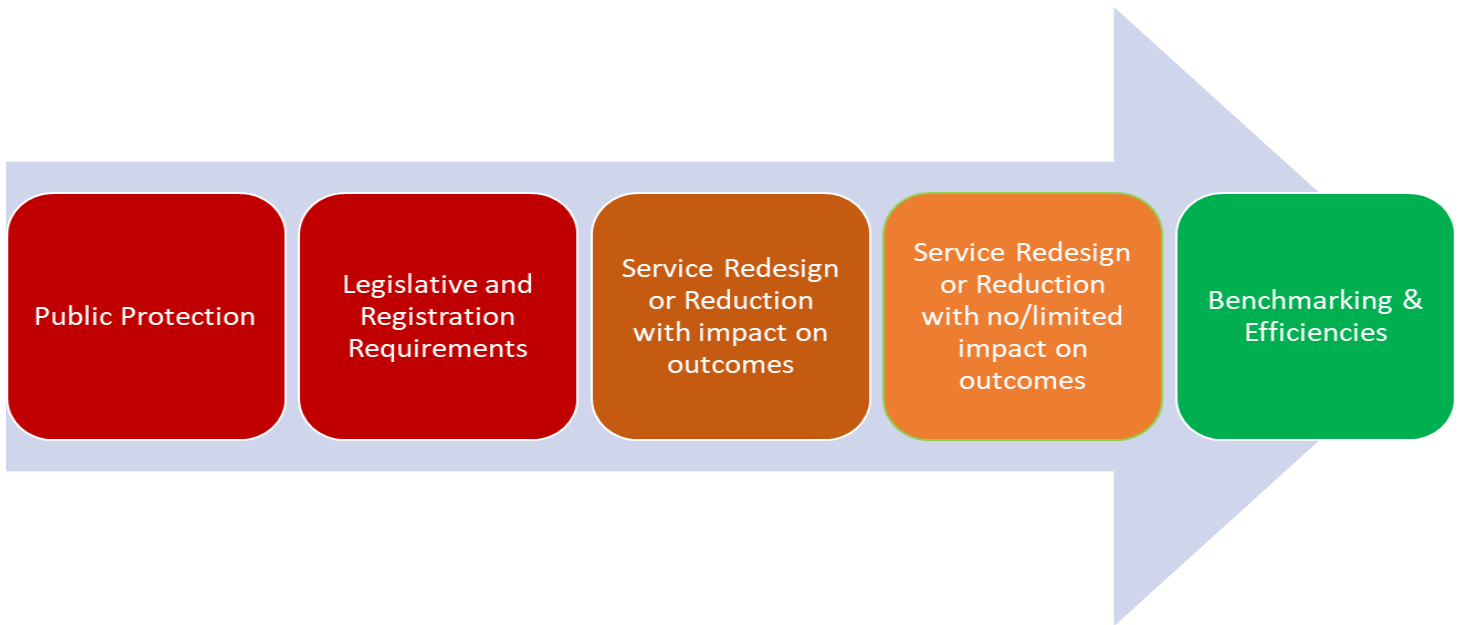 Public Protection
Legislative and
Registration
Requirements
Service Redesign
or Reduction
with impact on
outcomes
Service Redesign
or Reduction
with no/limited
impact on
outcomes
Benchmarking &
Efficiencies